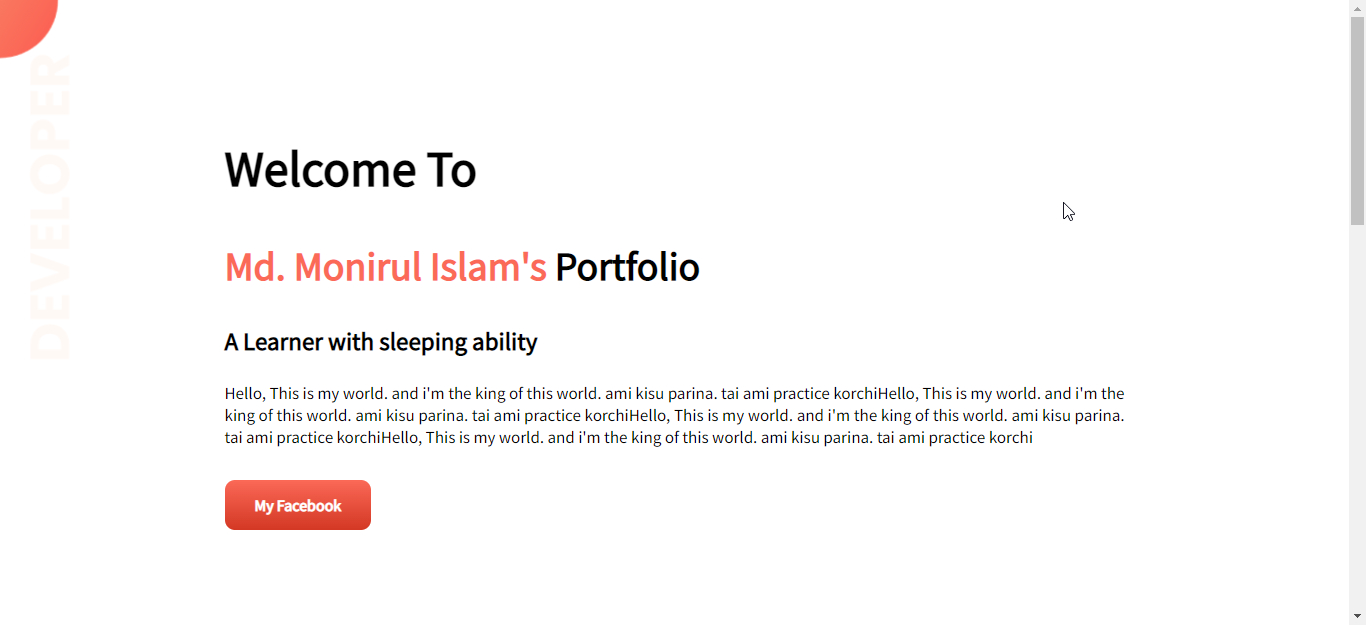 DEVELOPER
Welcome To
Md. Monirul Islam's Portfolio
A Learner with sleeping ability
Hello, This is my world. and i'm the king of this world. ami kisu parina. tai ami practice korchiHello, This is my world. and i'm the
king of this world. ami kisu parina. tai ami practice korchiHello, This is my world. and i'm the king of this world. ami kisu parina.
tai ami practice korchiHello, This is my world. and i'm the king of this world. ami kisu parina. tai ami practice korchi
My Facebook